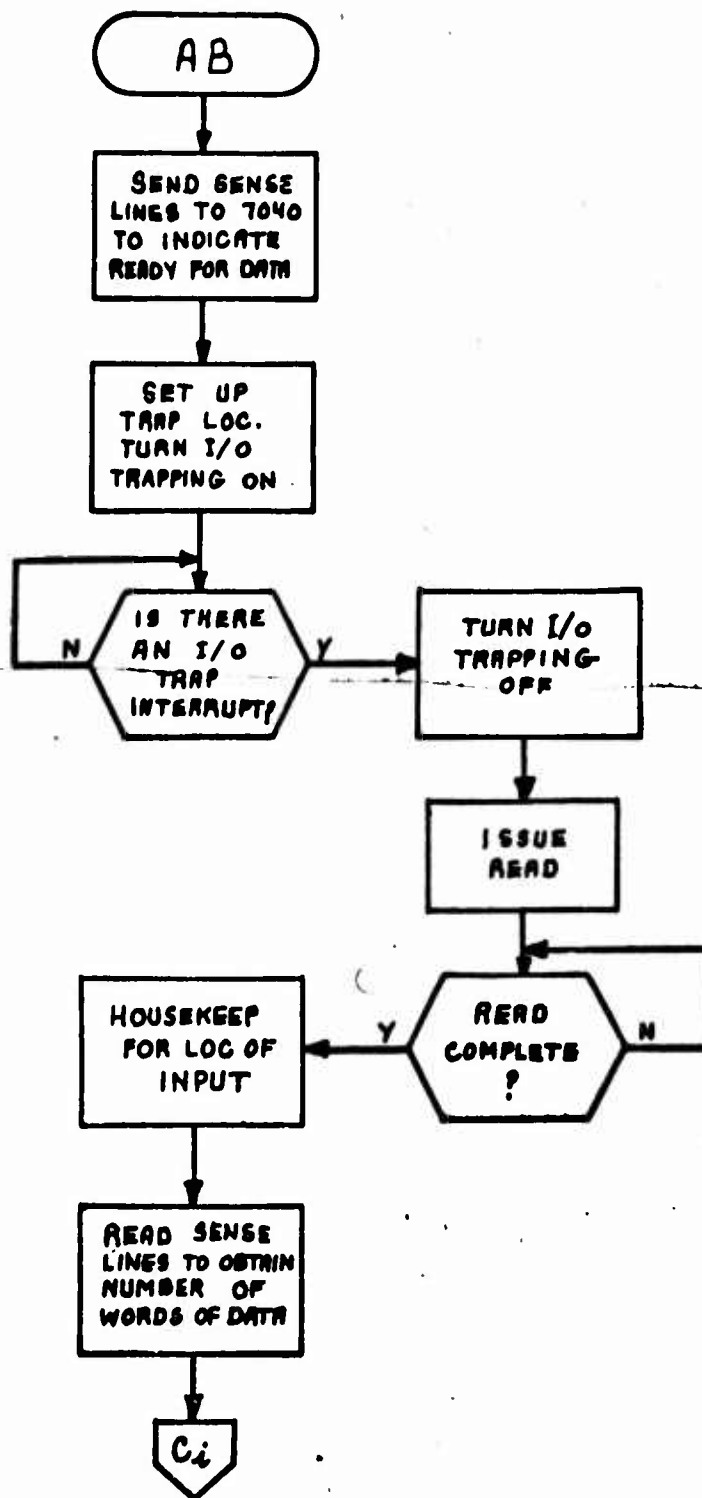 AB
SEND SENSE
LINES TO 7040
TO INDICATE
READY FOR DATA
SET UP
TRAP LOC.
TURN I/O
TRAPPING ON
IS THERE
AN I/O
TRAP
INTERRUPT?
N
Y
TURN I/O
TRAPPING
OFF
ISSUE
READ
READ
COMPLETE
?
Y
N
HOUSEKEEP
FOR LOC OF
INPUT
READ SENSE
LINES TO OBTAIN
NUMBER OF
WORDS OF DATA
Ci